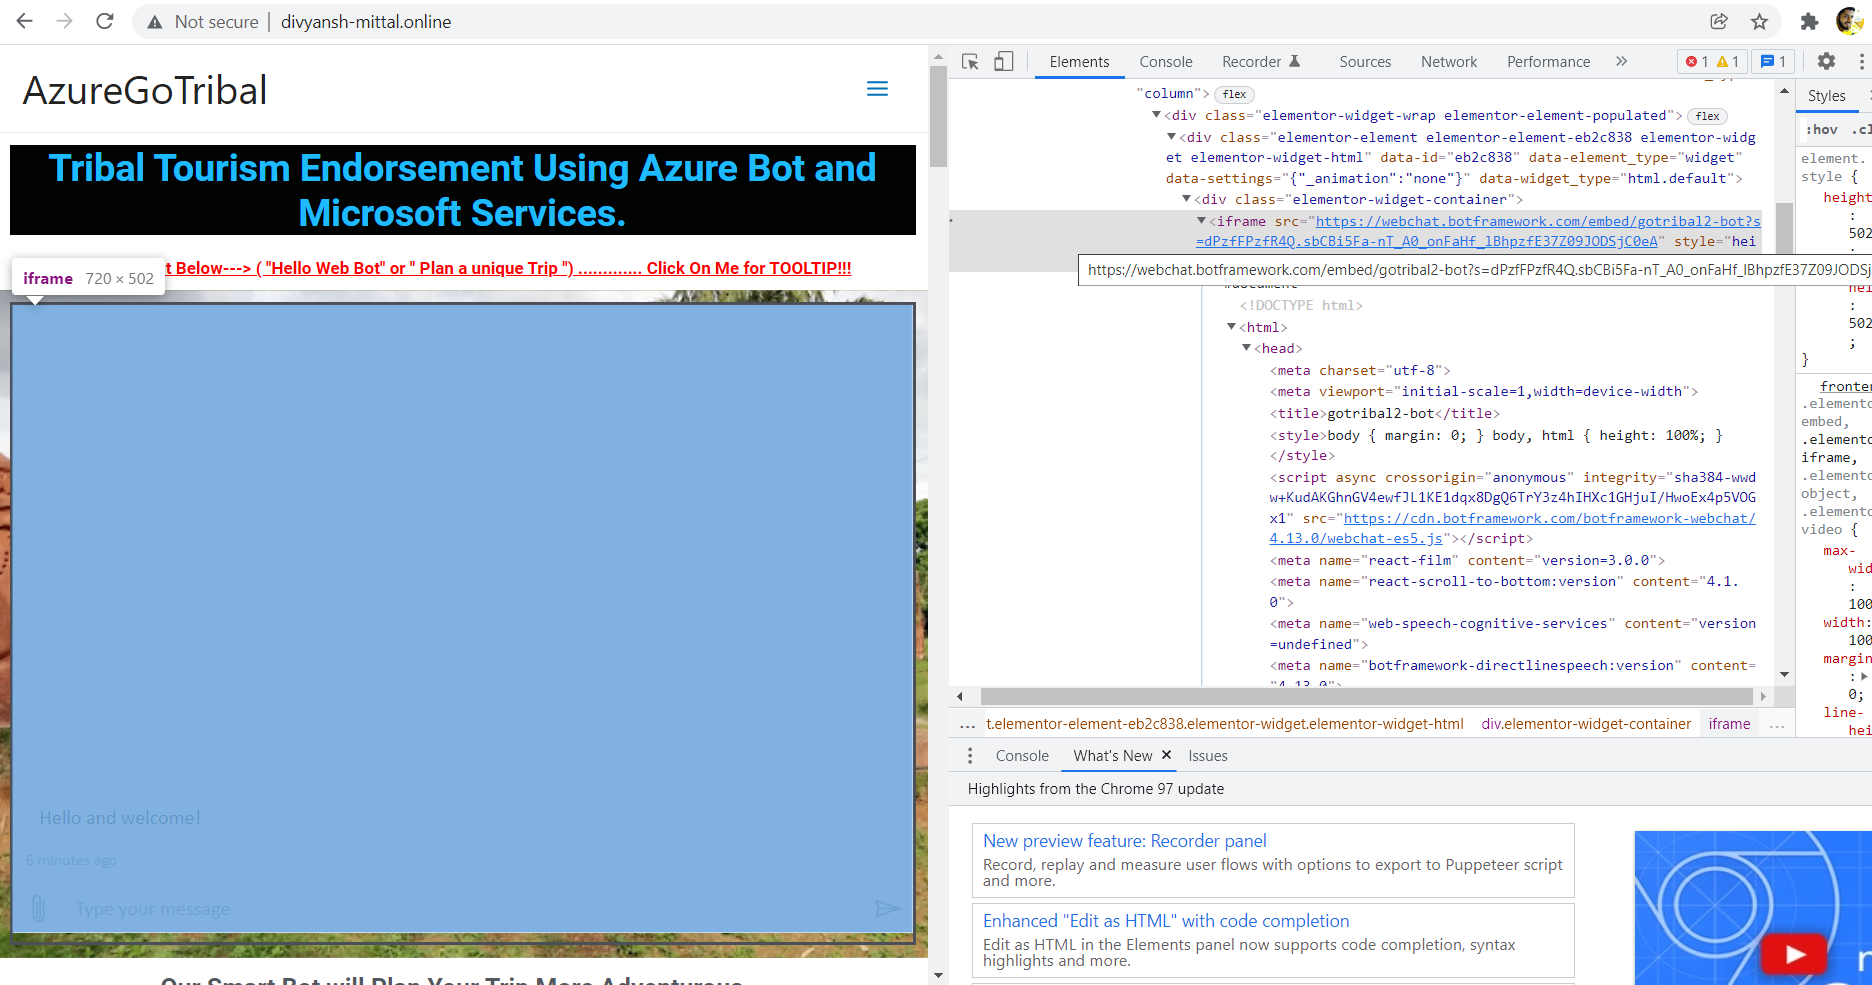 Not secure | divyansh-mittal.online
AzureGoTribal
Tribal Tourism Endorsement Using Azure Bot and
Microsoft Services.
t Below---> ( "Hello Web Bot" or " Plan a unique Trip ") ............. Click On Me for TOOLTIP!!!
iframe 720 × 502
Hello and welcome!
6 minutes ago
Type your message
Our Smart Bot will Plan Your Trip More Adventurous
Elements Console Recorder Sources Network Performance » 1 1 1
"column"> flex
<div class="elementor-widget-wrap elementor-element-populated"> flex
<div class="elementor-element elementor-element-eb2c838 elementor-widg
et elementor-widget-html" data-id="eb2c838" data-element_type="widget"
data-settings="{"_animation":"none"}" data-widget_type="html.default">
<div class="elementor-widget-container">
<iframe src="https://webchat.botframework.com/embed/gotribal2-bot?s
=dPzfFPzfR4Q.sbCBi5Fa-nT_A0_onFaHf_lBhpzfE37Z09JODSjC0eA" style="hei
https://webchat.botframework.com/embed/gotribal2-bot?s=dPzfFPzfR4Q.sbCBi5Fa-nT_A0_onFaHf_lBhpzfE37Z09JODSj
#document
<!DOCTYPE html>
<html>
<head>
<meta charset="utf-8">
<meta viewport="initial-scale=1,width=device-width">
<title>gotribal2-bot</title>
<style>body { margin: 0; } body, html { height: 100%; }
</style>
<script async crossorigin="anonymous" integrity="sha384-wwd
w+KudAKGhnGV4ewfJL1KE1dqx8DgQ6TrY3z4hIHXc1GHjuI/HwoEx4p5VOG
x1" src="https://cdn.botframework.com/botframework-webchat/
4.13.0/webchat-es5.js"></script>
<meta name="react-film" content="version=3.0.0">
<meta name="react-scroll-to-bottom:version" content="4.1.
0">
<meta name="web-speech-cognitive-services" content="version
=undefined">
<meta name="botframework-directlinespeech:version" content=
"4.13.0">
... t.elementor-element-eb2c838.elementor-widget.elementor-widget-html div.elementor-widget-container iframe ...
Styles
:hov .cl
element.
style {
height
:
502
hei
:
502
;
}
fronte
.elemento
embed,
.elemento
iframe,
.elemento
object,
.elemento
video {
max-
wid
:
100
width:
100
margin
:
0;
line-
hei
Console What's New × Issues
Highlights from the Chrome 97 update
New preview feature: Recorder panel
Record, replay and measure user flows with options to export to Puppeteer script
and more.
Enhanced "Edit as HTML" with code completion
Edit as HTML in the Elements panel now supports code completion, syntax
highlights and more.